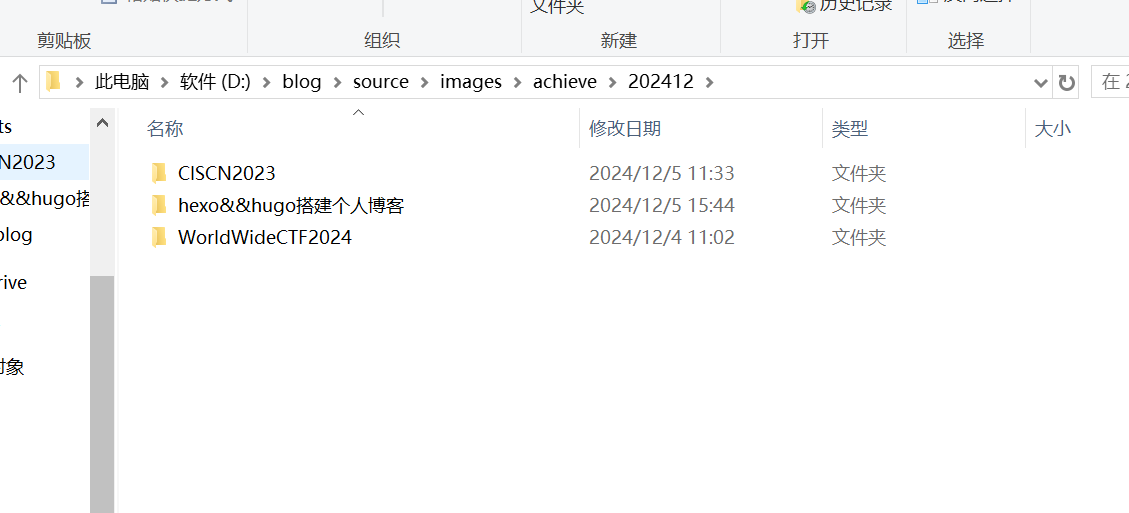 文件夹
历史记录
剪贴板 组织 新建 打开 选择
此电脑 软件 (D:) blog source images achieve 202412 在 2
名称 修改日期 类型 大小
ts
N2023
&&hugo搭
blog
rive
对象
CISCN2023 2024/12/5 11:33 文件夹
hexo&&hugo搭建个人博客 2024/12/5 15:44 文件夹
WorldWideCTF2024 2024/12/4 11:02 文件夹